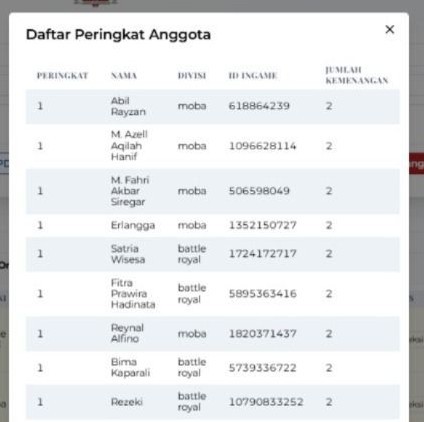 Daftar Peringkat Anggota
×
PERINGKAT NAMA DIVISI ID INGAME JUMLAH KEMENANGAN
1 Abil Rayzan moba 618864239 2
1 M. Azell Aqilah Hanif moba 1096628114 2
1 M. Fahri Akbar Siregar moba 506598049 2
1 Erlangga moba 1352150727 2
1 Satria Wisesa battle royal 1724172717 2
1 Fitra Prawira Hadinata battle royal 5895363416 2
1 Reynal Alfino moba 1820371437 2
1 Bima Kaparali battle royal 5739336722 2
1 Rezeki battle royal 10790833252 2